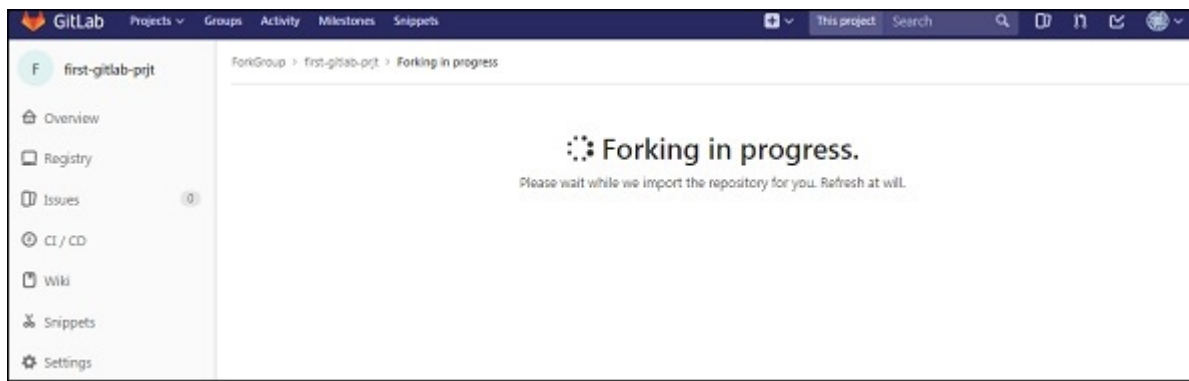 GitLab Projects Groups Activity Milestones Snippets This project Search
F first-gitlab-prjt
ForkGroup > first-gitlab-prjt > Forking in progress
Overview
Registry
Issues 0
CI / CD
Wiki
Snippets
Settings
Forking in progress.
Please wait while we import the repository for you. Refresh at will.